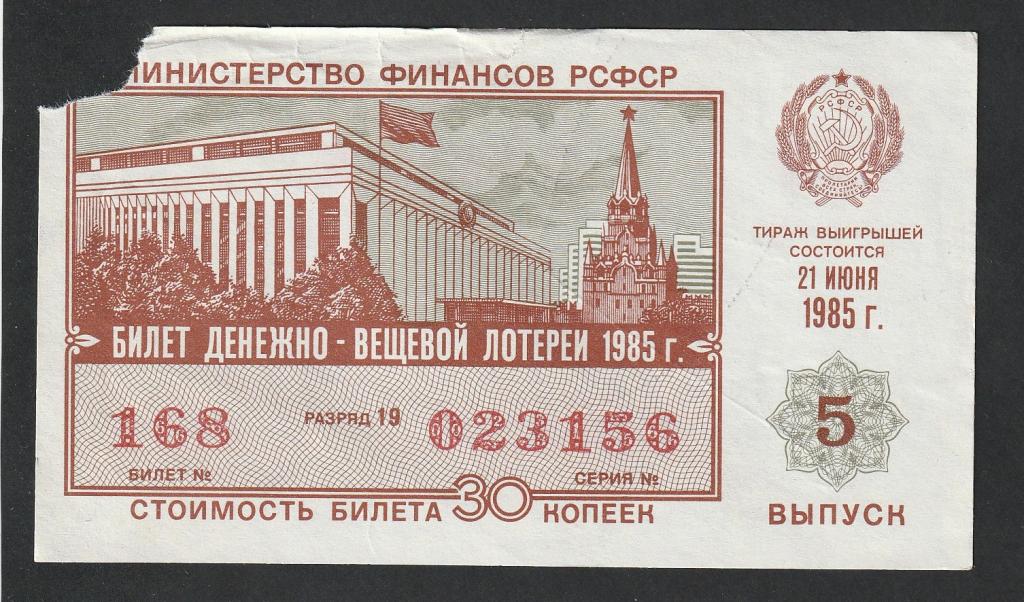 МИНИСТЕРСТВО ФИНАНСОВ РСФСР
РСФСР
ТИРАЖ ВЫИГРЫШЕЙ
СОСТОИТСЯ
21 ИЮНЯ
1985 г.
БИЛЕТ ДЕНЕЖНО - ВЕЩЕВОЙ ЛОТЕРЕИ 1985 г.
168 РАЗРЯД 19 023156
БИЛЕТ № СЕРИЯ №
СТОИМОСТЬ БИЛЕТА 30 КОПЕЕК
5
ВЫПУСК